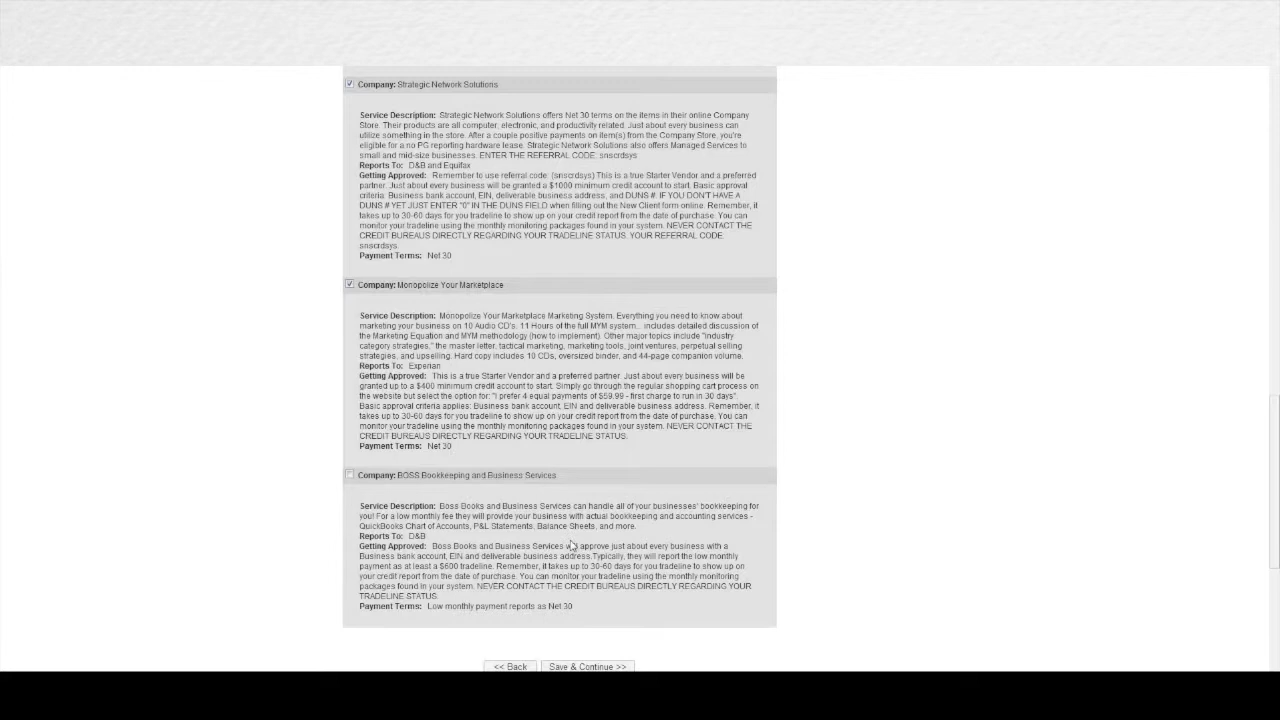 Company: Strategic Network Solutions
Service Description: Strategic Network Solutions offers Net 30 terms on the items in their online Company
Store. Their products are all computer, electronic, and productivity related. Just about every business can
utilize something in the store. After a couple positive payments on item(s) from the Company Store, you're
eligible for a no PG reporting hardware lease. Strategic Network Solutions also offers Managed Services to
small and mid-size businesses. ENTER THE REFERRAL CODE: snscrdsys
Reports To: D&B and Equifax
Getting Approved: Remember to use referral code: (snscrdsys) This is a true Starter Vendor and a preferred
partner. Just about every business will be granted a $1000 minimum credit account to start. Basic approval
criteria: Business bank account, EIN, deliverable business address, and DUNS #. IF YOU DON'T HAVE A
DUNS # YET JUST ENTER "0" IN THE DUNS FIELD when filling out the New Client form online. Remember, it
takes up to 30-60 days for you tradeline to show up on your credit report from the date of purchase. You can
monitor your tradeline using the monthly monitoring packages found in your system. NEVER CONTACT THE
CREDIT BUREAUS DIRECTLY REGARDING YOUR TRADELINE STATUS. YOUR REFERRAL CODE:
snscrdsys.
Payment Terms: Net 30
Company: Monopolize Your Marketplace
Service Description: Monopolize Your Marketplace Marketing System. Everything you need to know about
marketing your business on 10 Audio CD's. 11 Hours of the full MYM system... includes detailed discussion of
the Marketing Equation and MYM methodology (how to implement). Other major topics include "industry
category strategies," the master letter, tactical marketing, marketing tools, joint ventures, perpetual selling
strategies, and upselling. Hard copy includes 10 CDs, oversized binder, and 44-page companion volume.
Reports To: Experian
Getting Approved: This is a true Starter Vendor and a preferred partner. Just about every business will be
granted up to a $400 minimum credit account to start. Simply go through the regular shopping cart process on
the website but select the option for: "I prefer 4 equal payments of $59.99 - first charge to run in 30 days".
Basic approval criteria applies: Business bank account, EIN and deliverable business address. Remember, it
takes up to 30-60 days for you tradeline to show up on your credit report from the date of purchase. You can
monitor your tradeline using the monthly monitoring packages found in your system. NEVER CONTACT THE
CREDIT BUREAUS DIRECTLY REGARDING YOUR TRADELINE STATUS.
Payment Terms: Net 30
Company: BOSS Bookkeeping and Business Services
Service Description: Boss Books and Business Services can handle all of your businesses' bookkeeping for
you! For a low monthly fee they will provide your business with actual bookkeeping and accounting services -
QuickBooks Chart of Accounts, P&L Statements, Balance Sheets, and more.
Reports To: D&B
Getting Approved: Boss Books and Business Services will approve just about every business with a
Business bank account, EIN and deliverable business address.Typically, they will report the low monthly
payment as at least a $600 tradeline. Remember, it takes up to 30-60 days for you tradeline to show up on
your credit report from the date of purchase. You can monitor your tradeline using the monthly monitoring
packages found in your system. NEVER CONTACT THE CREDIT BUREAUS DIRECTLY REGARDING YOUR
TRADELINE STATUS.
Payment Terms: Low monthly payment reports as Net 30
<< Back Save & Continue >>